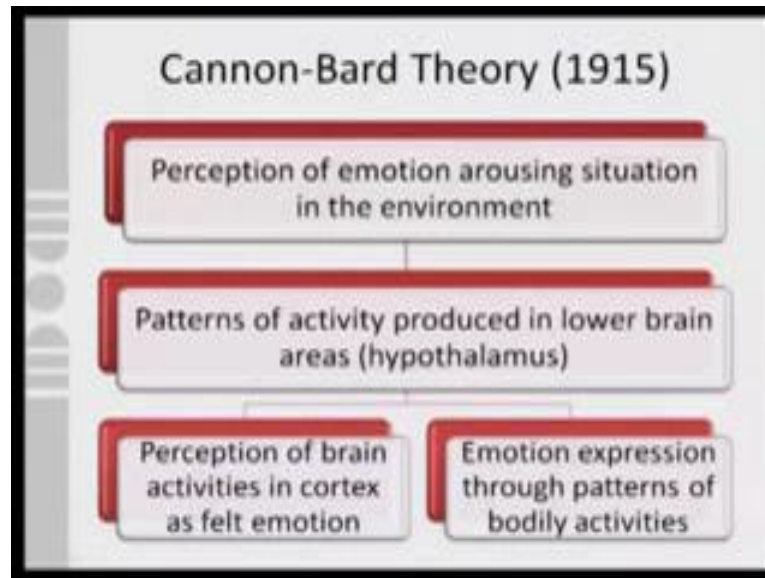 Cannon-Bard Theory (1915)
Perception of emotion arousing situation
in the environment
Patterns of activity produced in lower brain
areas (hypothalamus)
Perception of brain
activities in cortex
as felt emotion
Emotion expression
through patterns of
bodily activities